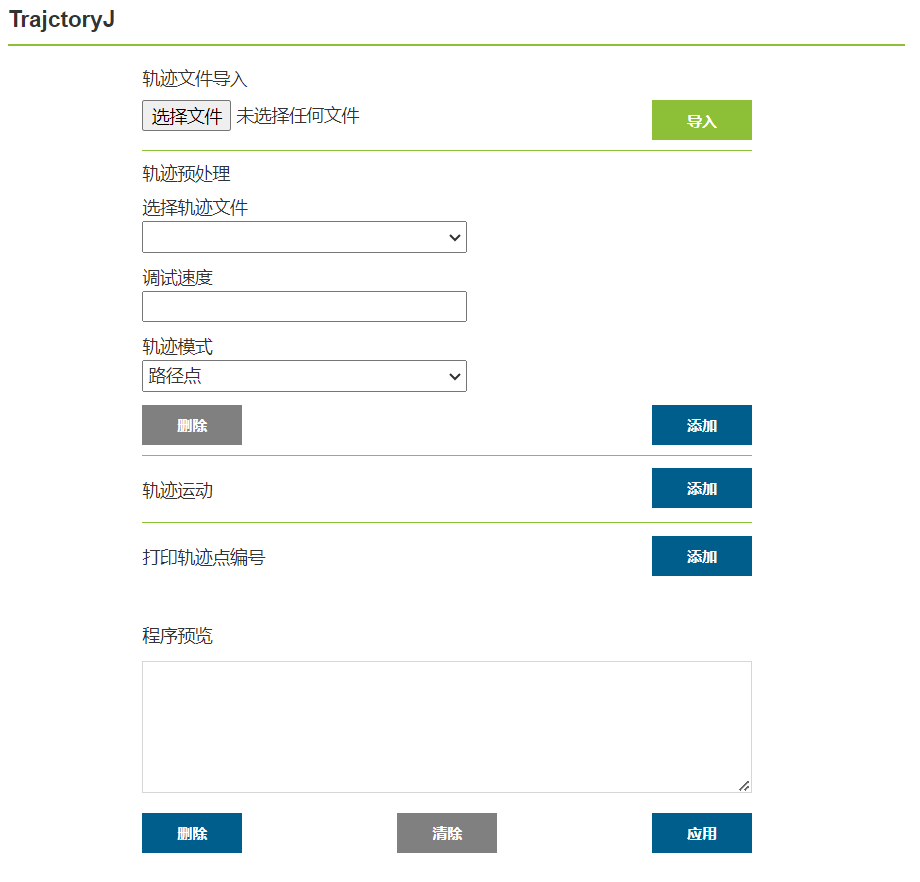 TrajctoryJ
轨迹文件导入
选择文件 未选择任何文件
导入
轨迹预处理
选择轨迹文件
调试速度
轨迹模式
路径点
删除
添加
轨迹运动
添加
打印轨迹点编号
添加
程序预览
删除
清除
应用